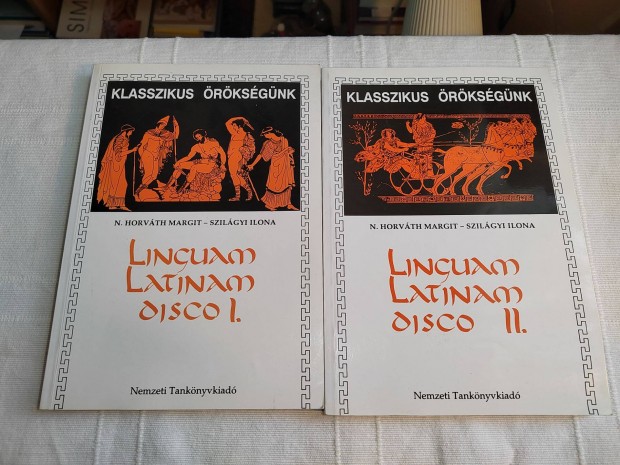 SIM
KLASSZIKUS ÖRÖKSÉGÜNK
N. HORVÁTH MARGIT – SZILÁGYI ILONA
LINGUAM
LATINAM
DISCO I.
Nemzeti Tankönyvkiadó
KLASSZIKUS ÖRÖKSÉGÜNK
N. HORVÁTH MARGIT – SZILÁGYI ILONA
LINGUAM
LATINAM
DISCO II.
Nemzeti Tankönyvkiadó